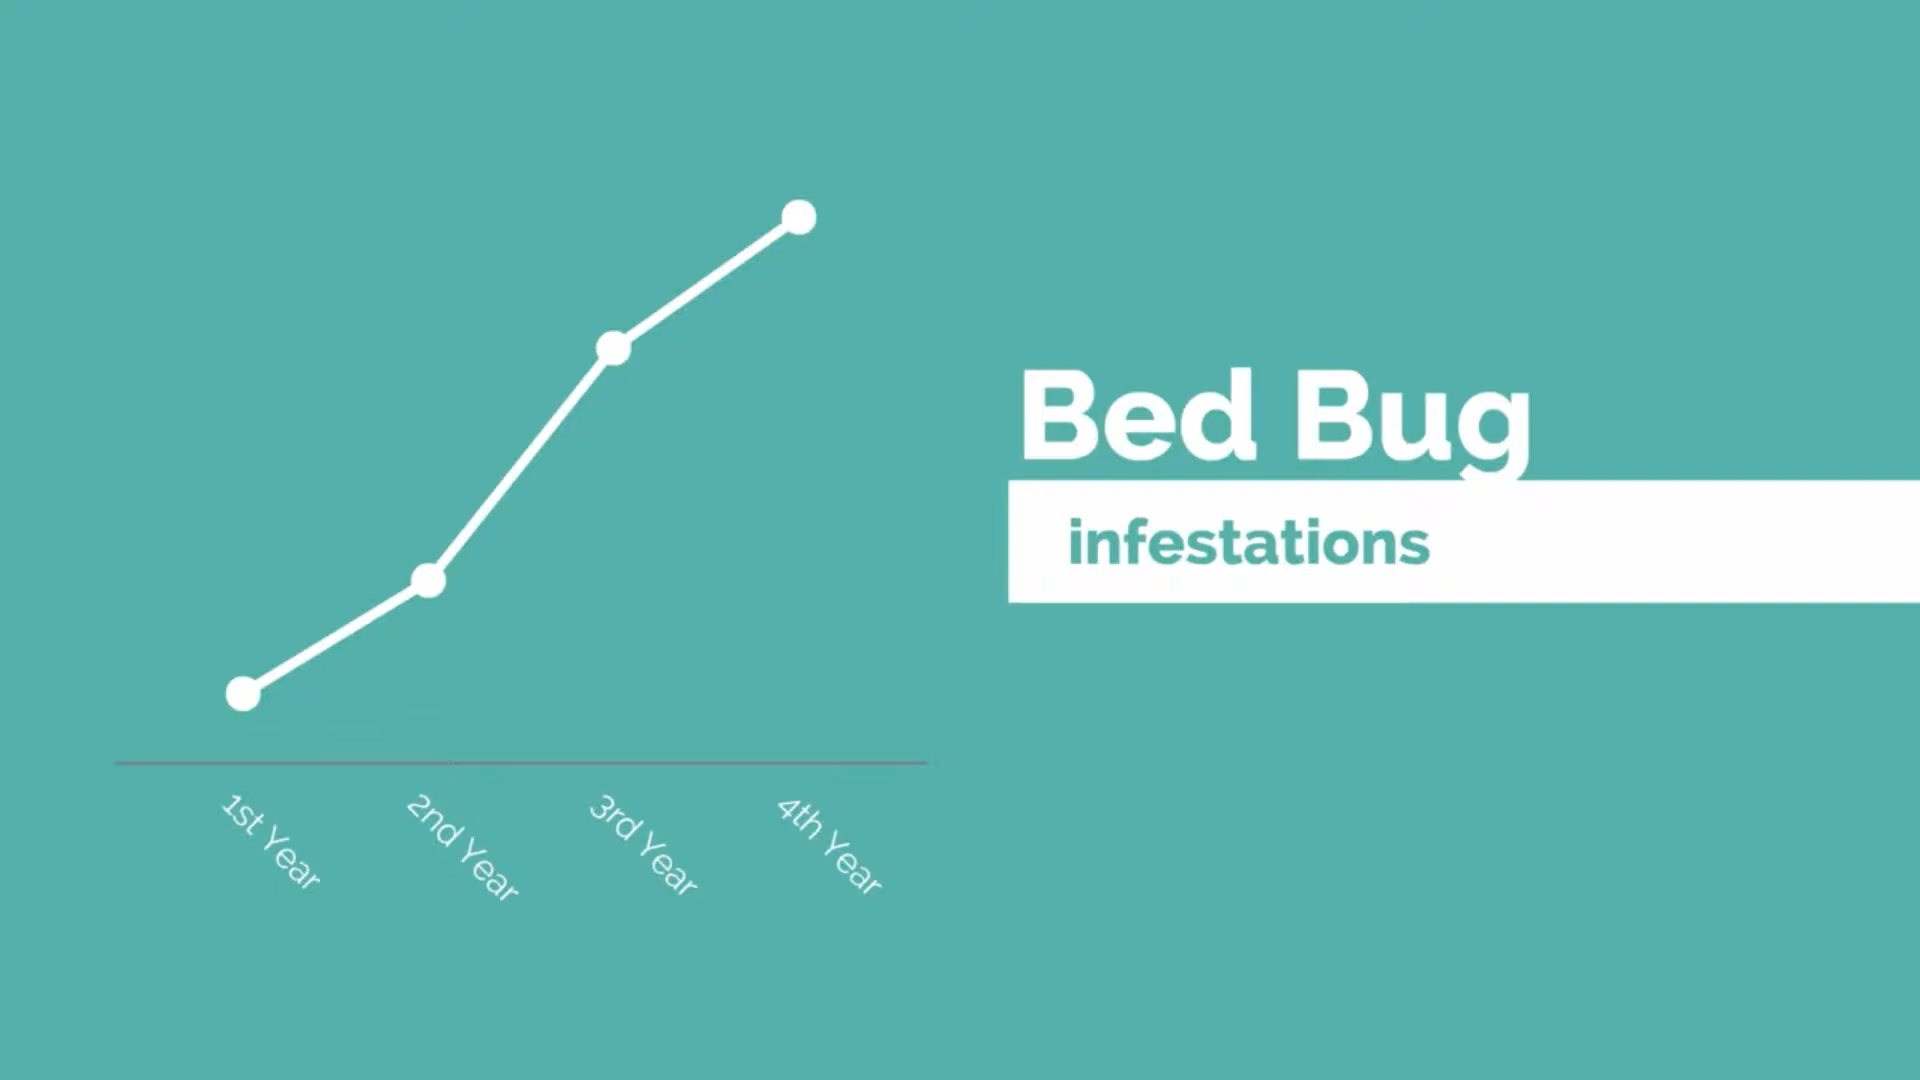 Bed Bug
infestations
1st Year
2nd Year
3rd Year
4th Year